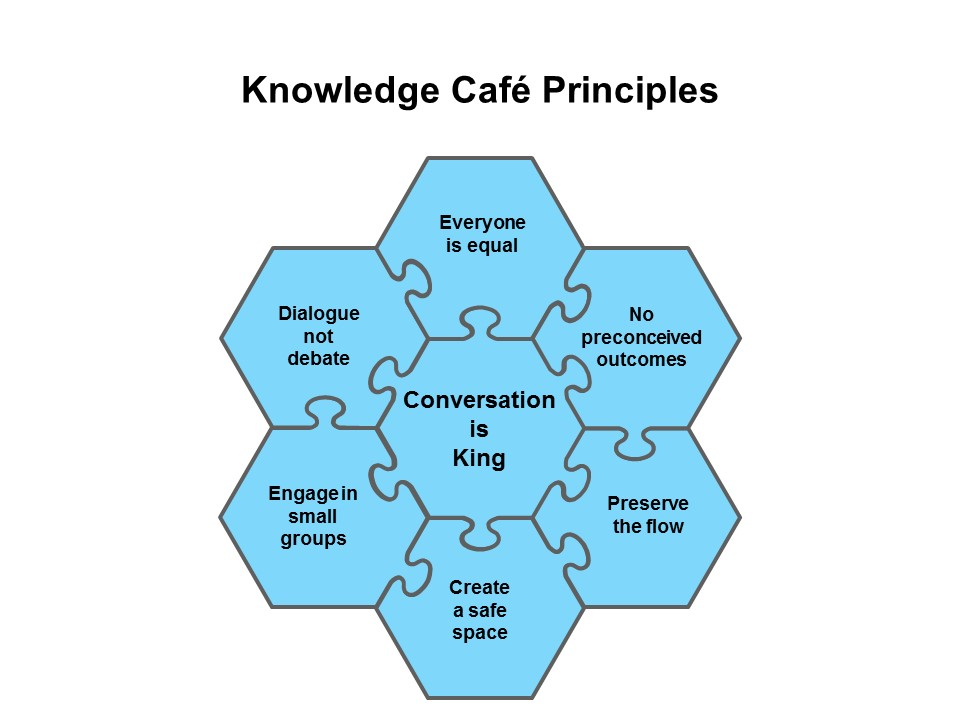 Knowledge Café Principles
Everyone
is equal
Dialogue
not
debate
No
preconceived
outcomes
Conversation
is
King
Engage in
small
groups
Preserve
the flow
Create
a safe
space